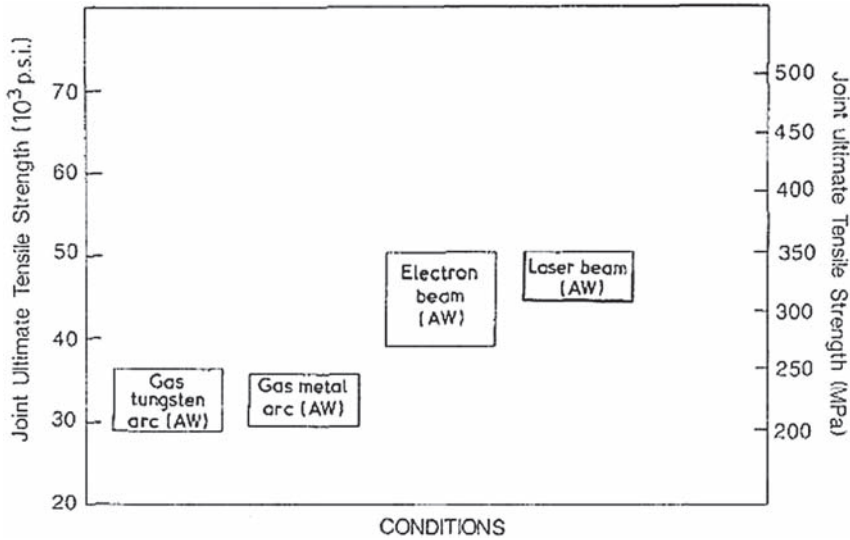 Joint Ultimate Tensile Strength (10³ p.s.i.)
70
60
50
40
30
20
Gas
tungsten
arc (AW)
Gas metal
arc (AW)
Electron
beam
(AW)
Laser beam
(AW)
500
450
400
350
300
250
200
Joint ultimate Tensile Strength (MPa)
CONDITIONS